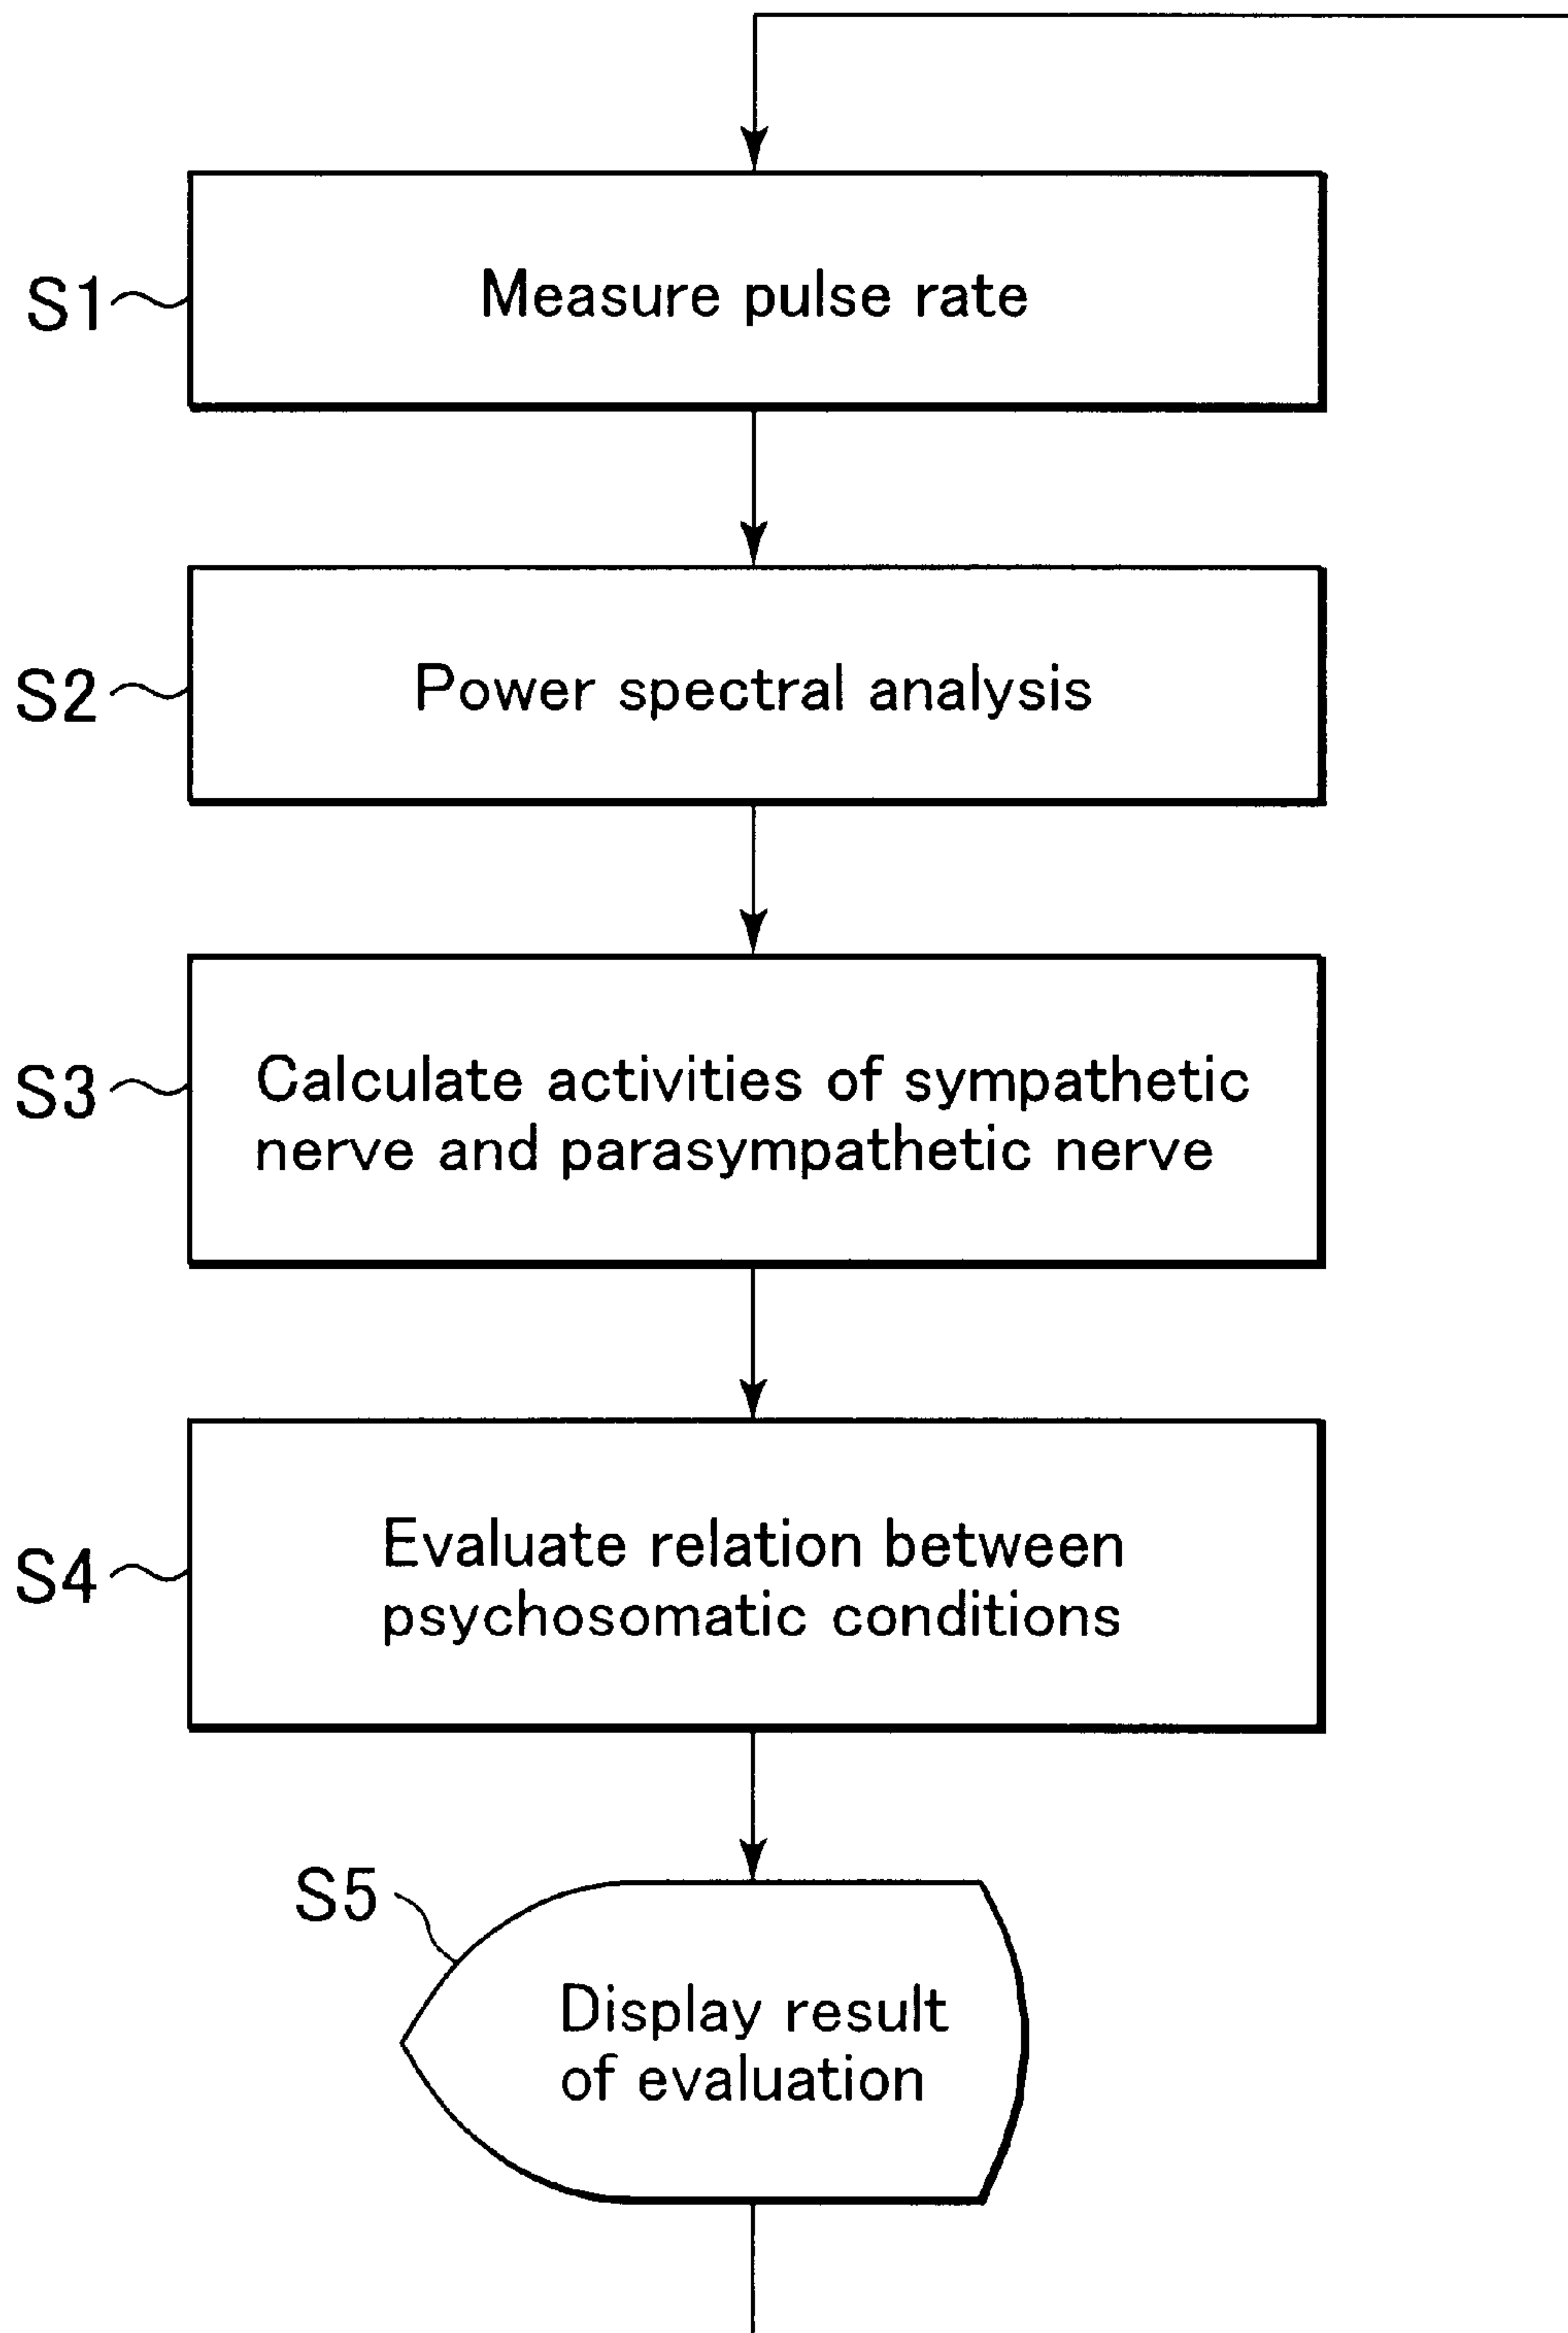 S1
Measure pulse rate
S2
Power spectral analysis
S3
Calculate activities of sympathetic
nerve and parasympathetic nerve
S4
Evaluate relation between
psychosomatic conditions
S5
Display result
of evaluation